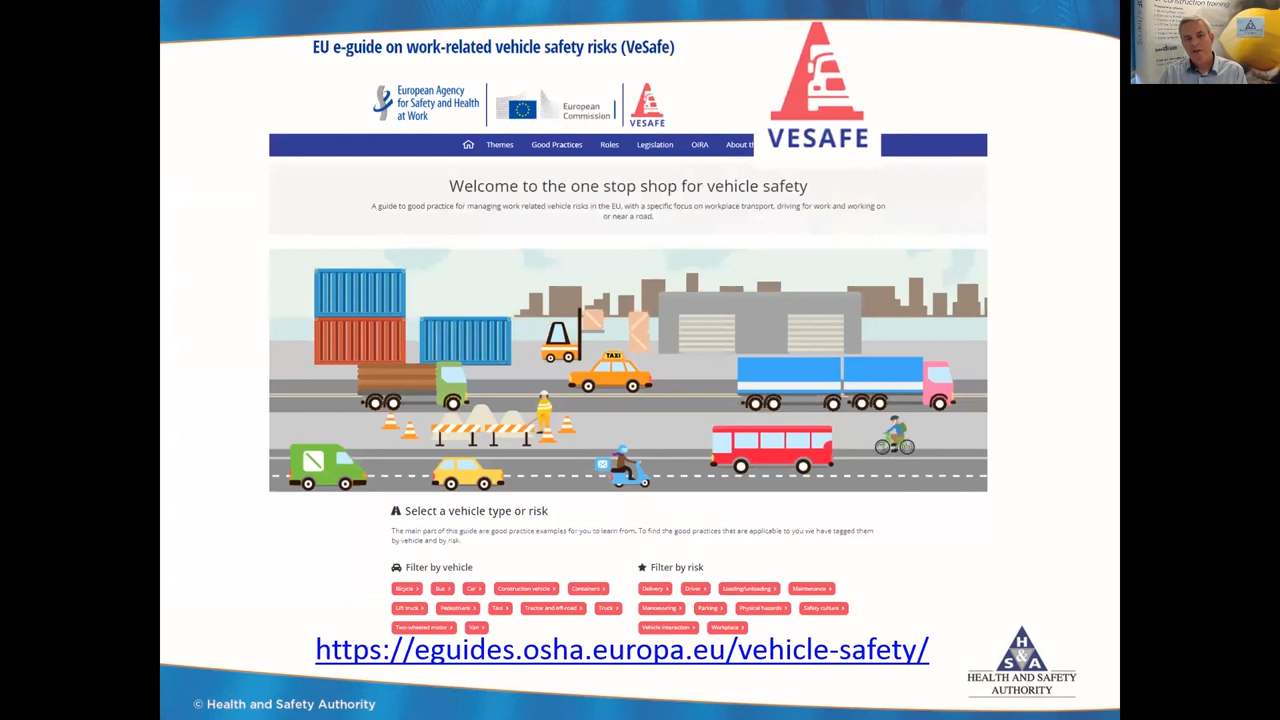 EU e-guide on work-related vehicle safety risks (VeSafe)
European Agency
for Safety and Health
at Work
European
Commission
VESAFE
VESAFE
Themes Good Practices Roles Legislation OiRA About th
Welcome to the one stop shop for vehicle safety
A guide to good practice for managing work related vehicle risks in the EU, with a specific focus on workplace transport, driving for work and working on
or near a road.
TAXI
Select a vehicle type or risk
The main part of this guide are good practice examples for you to learn from. To find the good practices that are applicable to you we have tagged them
by vehicle and by risk.
Filter by vehicle
Bicycle Bus Car Construction vehicle Containers
Lift truck Pedestrians Taxi Tractor and off-road Truck
Two-wheeled motor Van
Filter by risk
Delivery Driver Loading/unloading Maintenance
Manoeuvring Parking Physical hazards Safety culture
Vehicle interaction Workplace
https://eguides.osha.europa.eu/vehicle-safety/
H
S & A
HEALTH AND SAFETY
AUTHORITY
© Health and Safety Authority
construction training